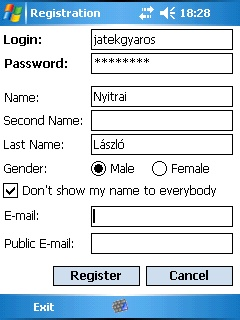 Registration 18:28
Login: jatekgyaros
Password: ********
Name: Nyitrai
Second Name:
Last Name: László
Gender: Male Female
Don't show my name to everybody
E-mail:
Public E-mail:
Register Cancel
Exit